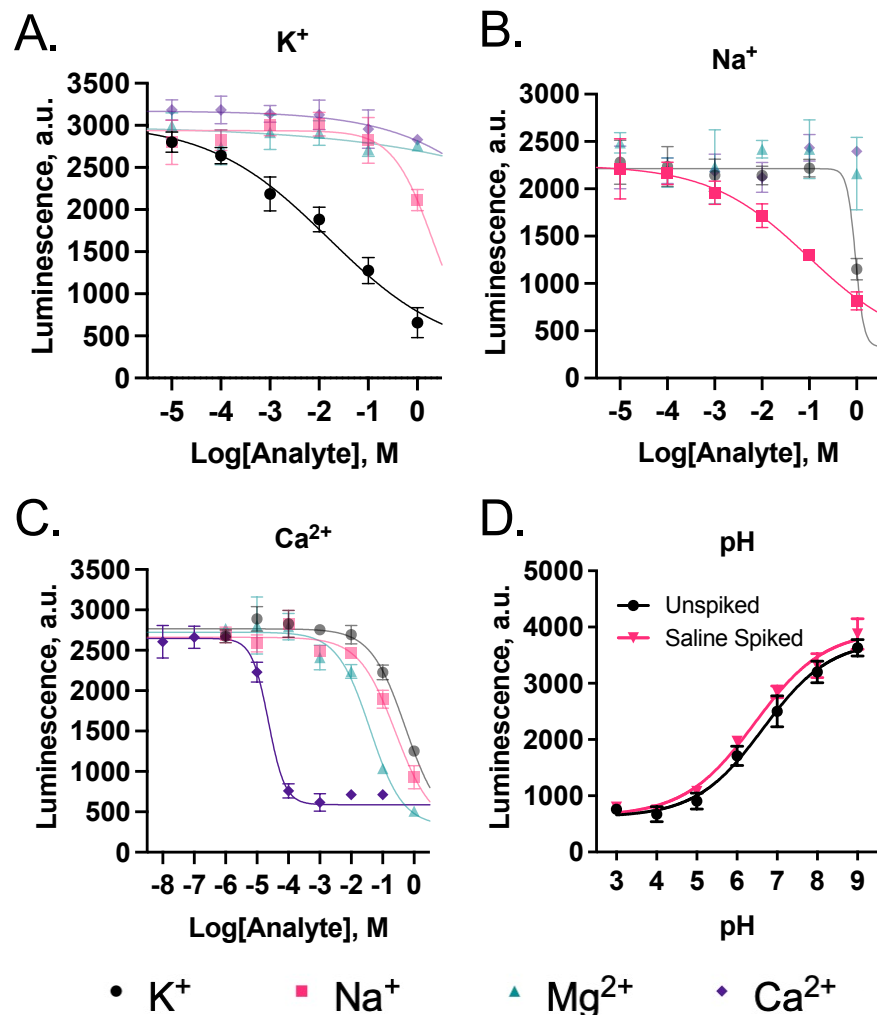 A.
K⁺
Luminescence, a.u.
3500
3000
2500
2000
1500
1000
500
0
-5 -4 -3 -2 -1 0
Log[Analyte], M
B.
Na⁺
Luminescence, a.u.
3000
2500
2000
1500
1000
500
0
-5 -4 -3 -2 -1 0
Log[Analyte], M
C.
Ca²⁺
Luminescence, a.u.
3500
3000
2500
2000
1500
1000
500
0
-8 -7 -6 -5 -4 -3 -2 -1 0
Log[Analyte], M
D.
pH
Luminescence, a.u.
5000
4000
3000
2000
1000
0
Unspiked
Saline Spiked
3 4 5 6 7 8 9
pH
K⁺ Na⁺ Mg²⁺ Ca²⁺